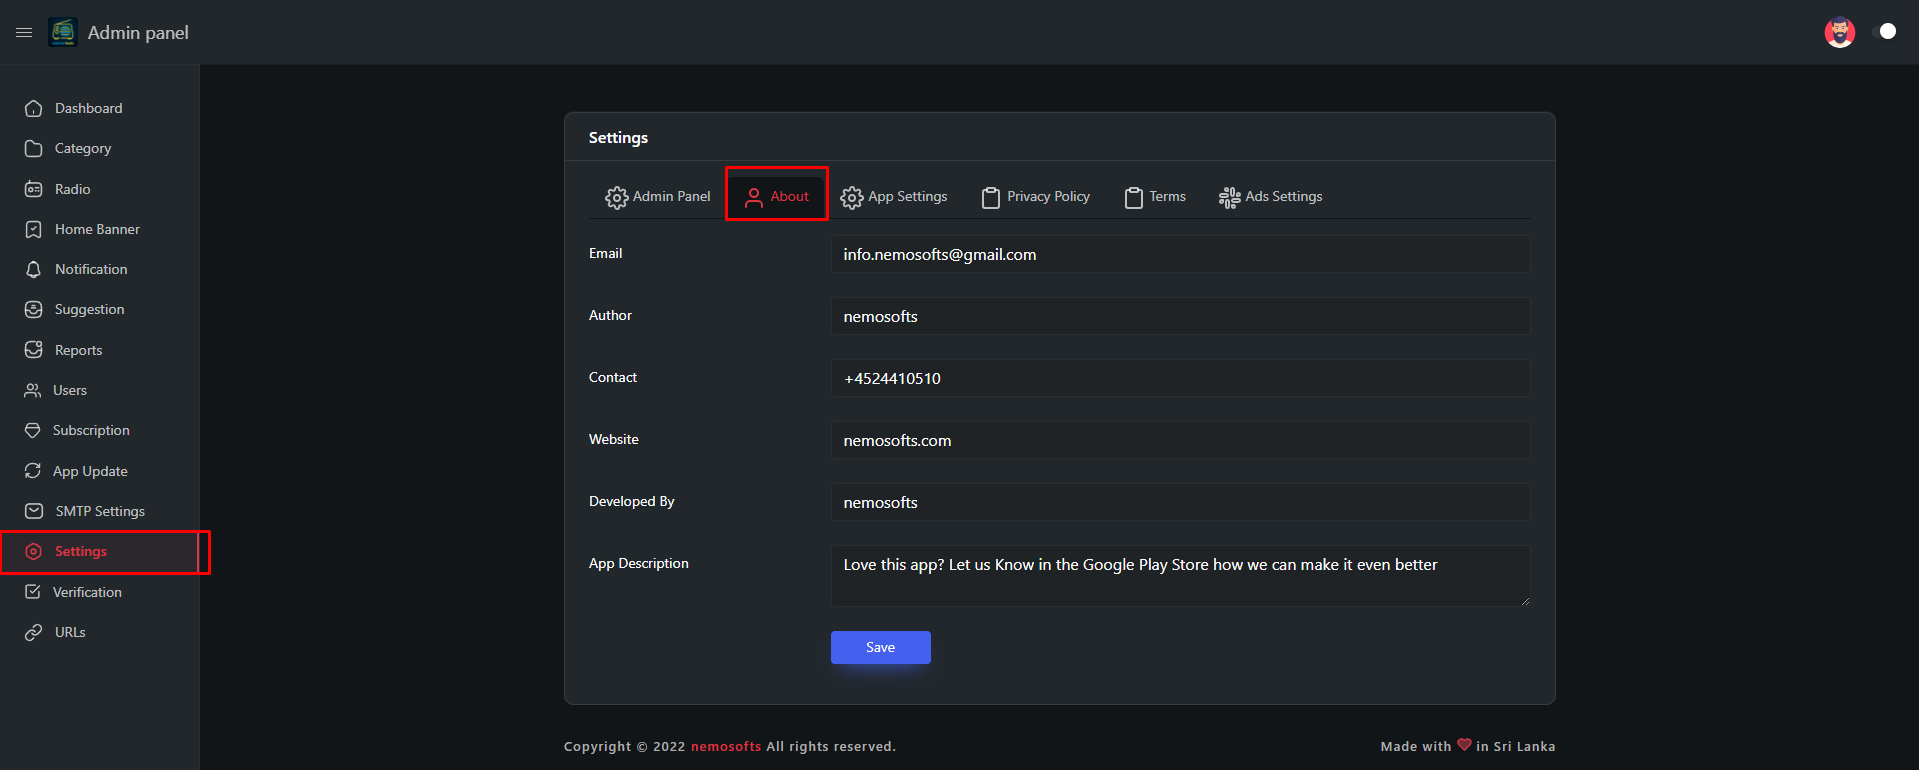 Admin panel
Dashboard
Category
Radio
Home Banner
Notification
Suggestion
Reports
Users
Subscription
App Update
SMTP Settings
Settings
Verification
URLs
Settings
Admin Panel About App Settings Privacy Policy Terms Ads Settings
Email info.nemosofts@gmail.com
Author nemosofts
Contact +4524410510
Website nemosofts.com
Developed By nemosofts
App Description Love this app? Let us Know in the Google Play Store how we can make it even better
Save
Copyright © 2022 nemosofts All rights reserved. Made with ❤ in Sri Lanka